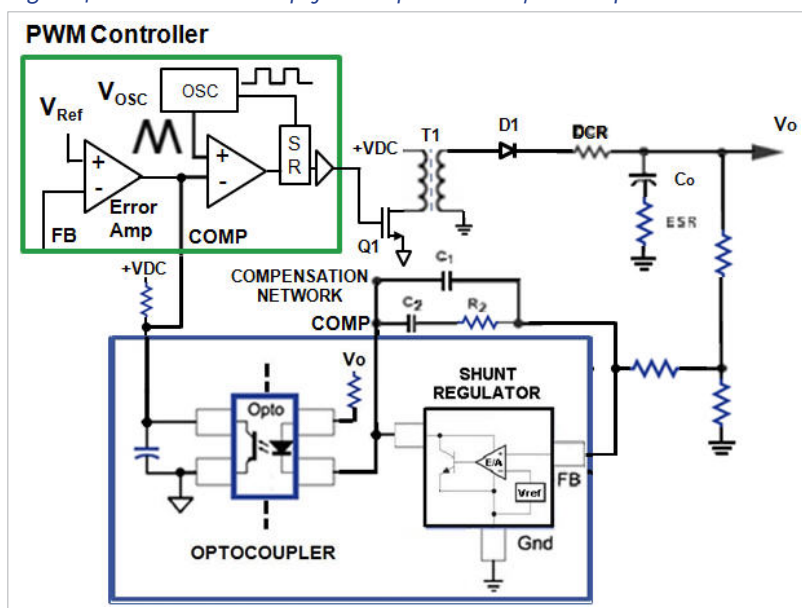 PWM Controller
VOSC
OSC
VRef
+
-
Error
Amp
+
-
S
R
FB
COMP
+VDC
T1
D1
DCR
Vo
Co
ESR
Q1
+VDC
COMPENSATION
NETWORK
C1
C2
R2
COMP
Vo
Opto
SHUNT
REGULATOR
E/A
+
-
Vref
FB
Gnd
OPTOCOUPLER